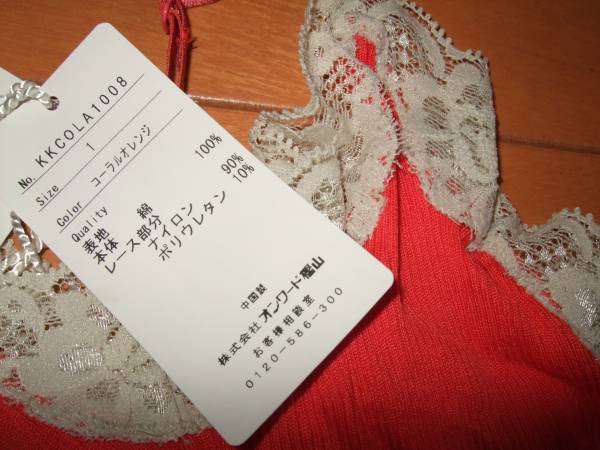 No. KKCOLA1008
Size 1
Color コーラルオレンジ
Quality
表地 綿 100%
本体
レース部分 ナイロン 90%
ポリウレタン 10%
中国製
株式会社 オンワード樫山
お客様相談室
0120-586-300